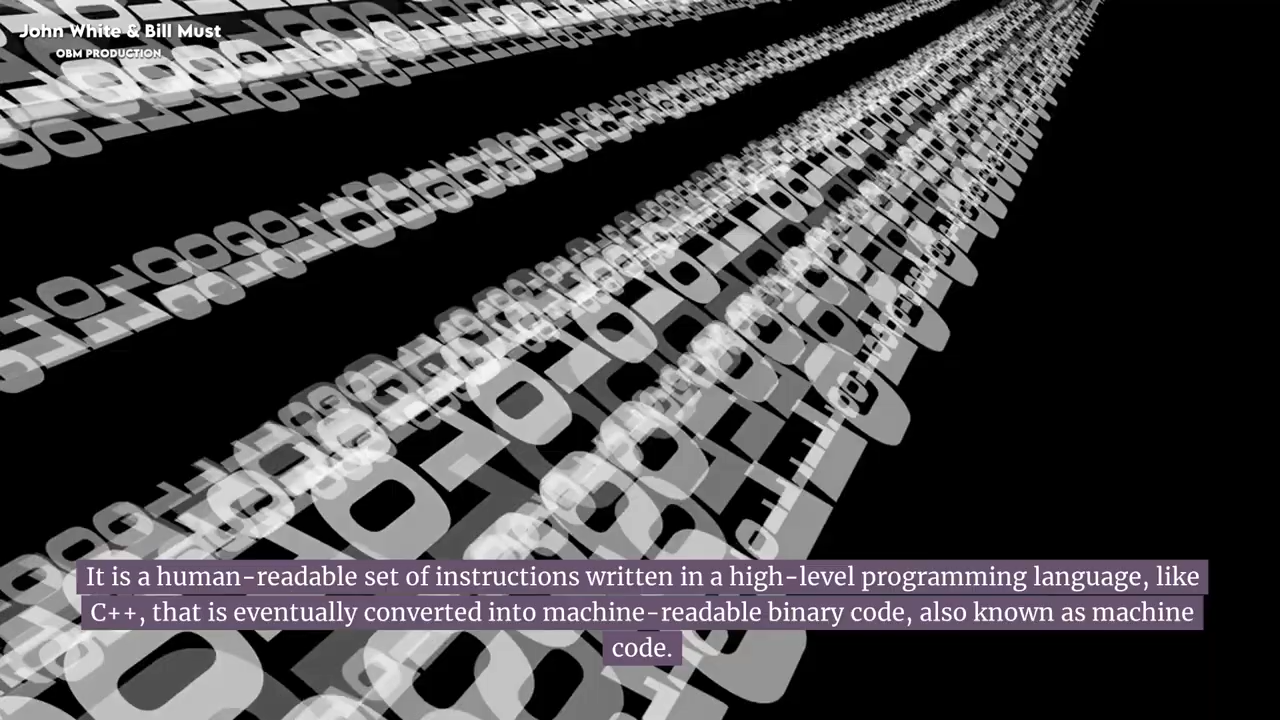 John White & Bill Must
OBM PRODUCTION
It is a human-readable set of instructions written in a high-level programming language, like
C++, that is eventually converted into machine-readable binary code, also known as machine
code.